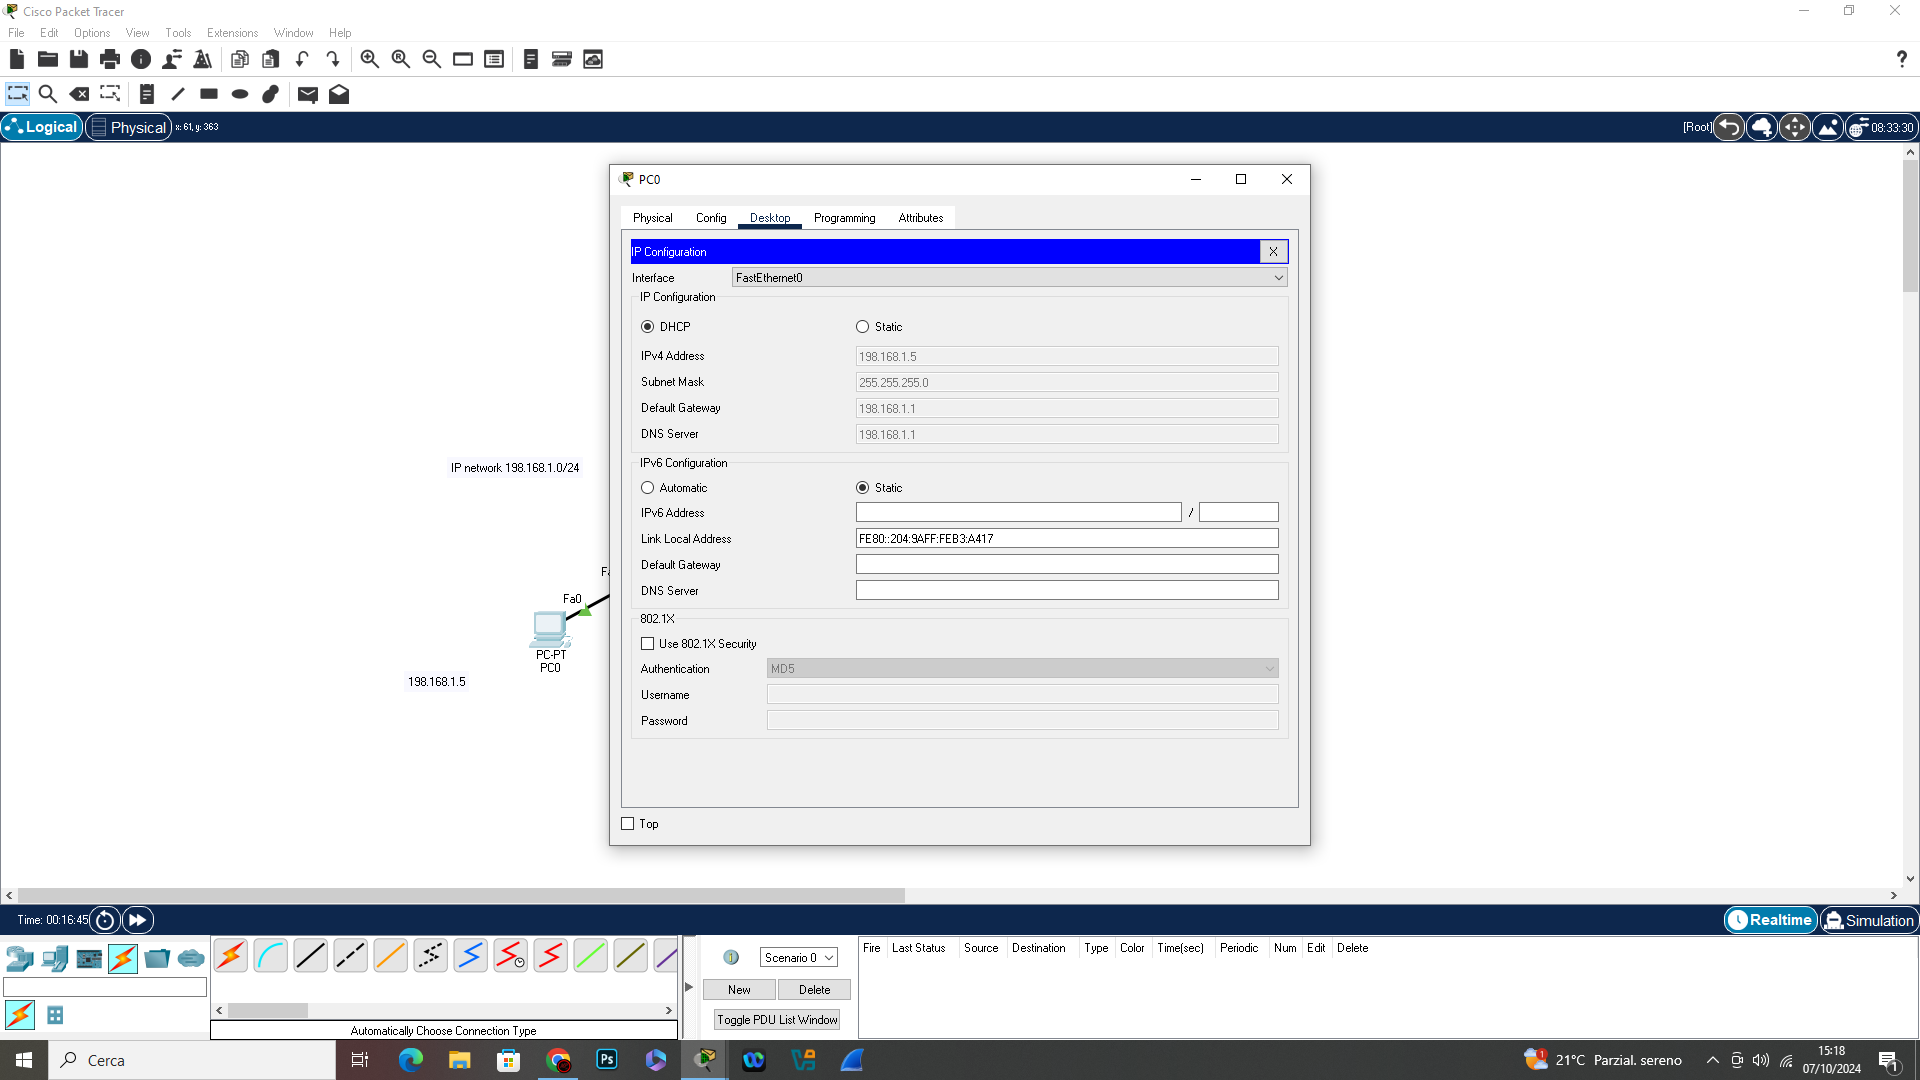 Cisco Packet Tracer
File Edit Options View Tools Extensions Window Help
Logical Physical x: 61, y: 363 [Root] 08:33:30
PC0
Physical Config Desktop Programming Attributes
IP Configuration X
Interface FastEthernet0
IP Configuration
DHCP Static
IPv4 Address 198.168.1.5
Subnet Mask 255.255.255.0
Default Gateway 198.168.1.1
DNS Server 198.168.1.1
IPv6 Configuration
Automatic Static
IPv6 Address /
Link Local Address FE80::204:9AFF:FEB3:A417
Default Gateway
DNS Server
802.1X
Use 802.1X Security
Authentication MD5
Username
Password
Top
IP network 198.168.1.0/24
Fa0
PC-PT
PC0
198.168.1.5
Time: 00:16:45 Realtime Simulation
Scenario 0
New Delete
Toggle PDU List Window
Fire Last Status Source Destination Type Color Time(sec) Periodic Num Edit Delete
Automatically Choose Connection Type
Cerca
Ps
21°C Parzial. sereno
15:18
07/10/2024